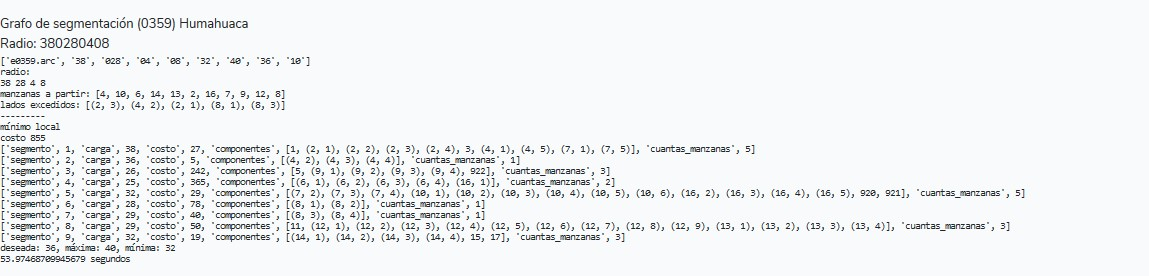 Grafo de segmentación (0359) Humahuaca
Radio: 380280408
['e0359.arc', '38', '028', '04', '08', '32', '40', '36', '10']
radio:
38 28 4 8
manzanas a partir: [4, 10, 6, 14, 13, 2, 16, 7, 9, 12, 8]
lados excedidos: [(2, 3), (4, 2), (2, 1), (8, 1), (8, 3)]
---------
mínimo local
costo 855
['segmento', 1, 'carga', 38, 'costo', 27, 'componentes', [1, (2, 1), (2, 2), (2, 3), (2, 4), 3, (4, 1), (4, 5), (7, 1), (7, 5)], 'cuantas_manzanas', 5]
['segmento', 2, 'carga', 36, 'costo', 5, 'componentes', [(4, 2), (4, 3), (4, 4)], 'cuantas_manzanas', 1]
['segmento', 3, 'carga', 26, 'costo', 242, 'componentes', [5, (9, 1), (9, 2), (9, 3), (9, 4), 922], 'cuantas_manzanas', 3]
['segmento', 4, 'carga', 25, 'costo', 365, 'componentes', [(6, 1), (6, 2), (6, 3), (6, 4), (16, 1)], 'cuantas_manzanas', 2]
['segmento', 5, 'carga', 32, 'costo', 29, 'componentes', [(7, 2), (7, 3), (7, 4), (10, 1), (10, 2), (10, 3), (10, 4), (10, 5), (10, 6), (16, 2), (16, 3), (16, 4), (16, 5), 920, 921], 'cuantas_manzanas', 5]
['segmento', 6, 'carga', 28, 'costo', 78, 'componentes', [(8, 1), (8, 2)], 'cuantas_manzanas', 1]
['segmento', 7, 'carga', 29, 'costo', 40, 'componentes', [(8, 3), (8, 4)], 'cuantas_manzanas', 1]
['segmento', 8, 'carga', 29, 'costo', 50, 'componentes', [11, (12, 1), (12, 2), (12, 3), (12, 4), (12, 5), (12, 6), (12, 7), (12, 8), (12, 9), (13, 1), (13, 2), (13, 3), (13, 4)], 'cuantas_manzanas', 3]
['segmento', 9, 'carga', 32, 'costo', 19, 'componentes', [(14, 1), (14, 2), (14, 3), (14, 4), 15, 17], 'cuantas_manzanas', 3]
deseada: 36, máxima: 40, mínima: 32
53.97468709945679 segundos